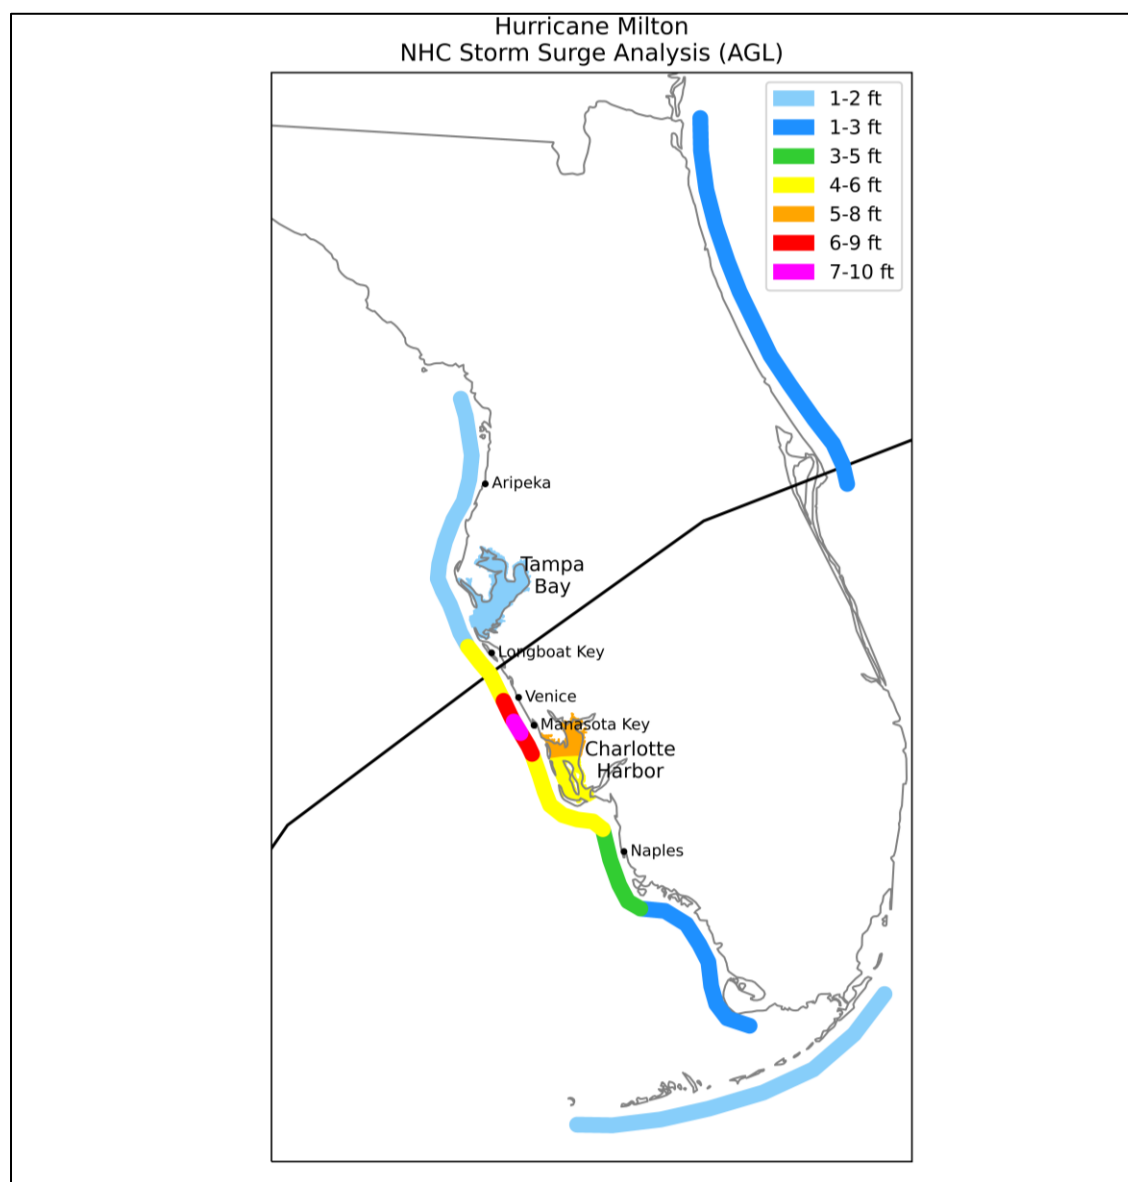 Hurricane Milton
NHC Storm Surge Analysis (AGL)
1-2 ft
1-3 ft
3-5 ft
4-6 ft
5-8 ft
6-9 ft
7-10 ft
Aripeka
Tampa
Bay
Longboat Key
Venice
Manasota Key
Charlotte
Harbor
Naples